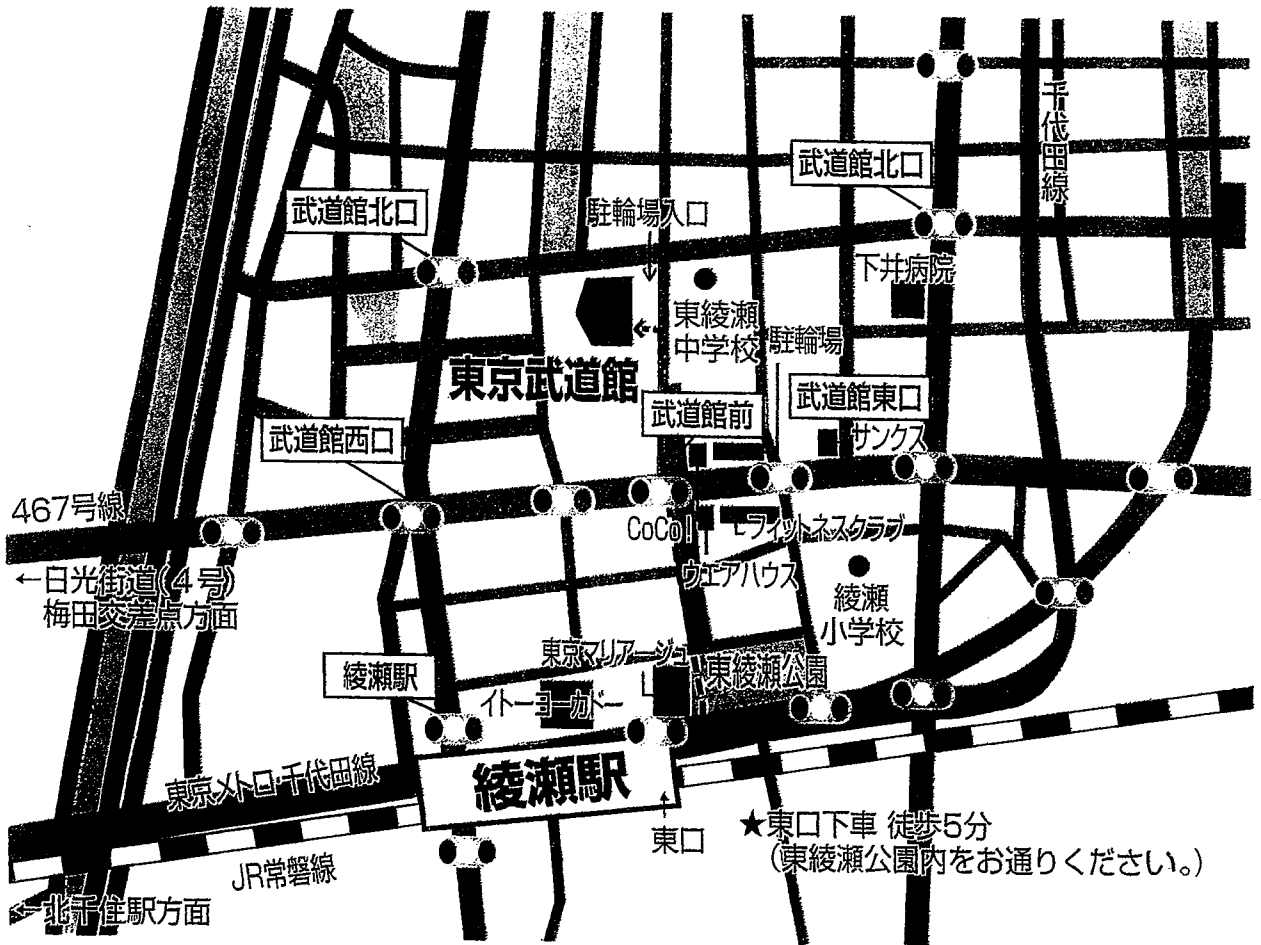 千代田線
武道館北口
武道館北口
駐輪場入口
下井病院
東綾瀬
中学校
駐輪場
東京武道館
武道館前
武道館東口
サンクス
武道館西口
467号線
CoCo!
フィットネスクラブ
←日光街道(4号)
梅田交差点方面
ウエアハウス
綾瀬
小学校
東京マリアージュ
東綾瀬公園
綾瀬駅
イトーヨーカドー
東京メトロ・千代田線
綾瀬駅
東口
★東口下車 徒歩5分
(東綾瀬公園内をお通りください。)
JR常磐線
←北千住駅方面